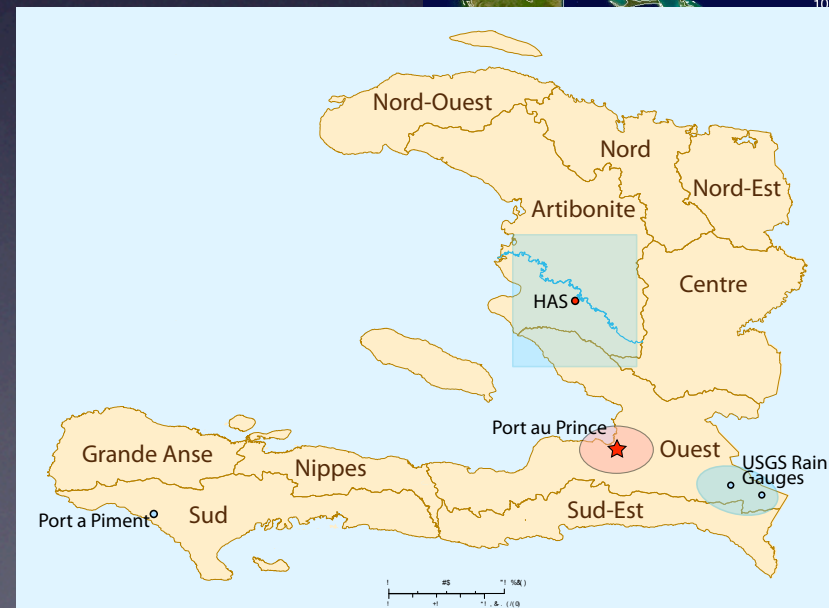 10
Nord-Ouest
Nord
Nord-Est
Artibonite
Centre
HAS
Port au Prince
Ouest
Grande Anse
Nippes
USGS Rain
Gauges
Port a Piment
Sud
Sud-Est